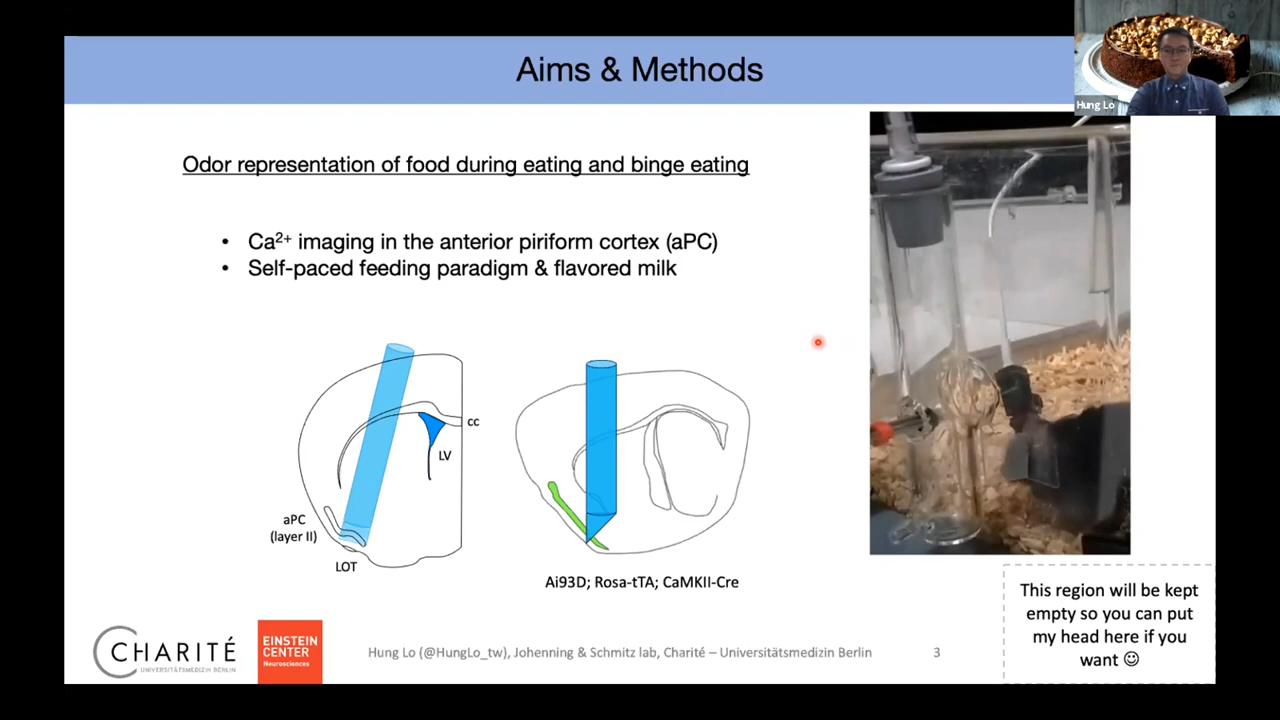 Aims & Methods
Hung Lo
Odor representation of food during eating and binge eating
• Ca²⁺ imaging in the anterior piriform cortex (aPC)
• Self-paced feeding paradigm & flavored milk
cc
LV
aPC
(layer II)
LOT
Ai93D; Rosa-tTA; CaMKII-Cre
This region will be kept
empty so you can put
my head here if you
want ☺
CHARITÉ
UNIVERSITÄTSMEDIZIN BERLIN
EINSTEIN
CENTER
Neurosciences
Hung Lo (@HungLo_tw), Johenning & Schmitz lab, Charité – Universitätsmedizin Berlin
3